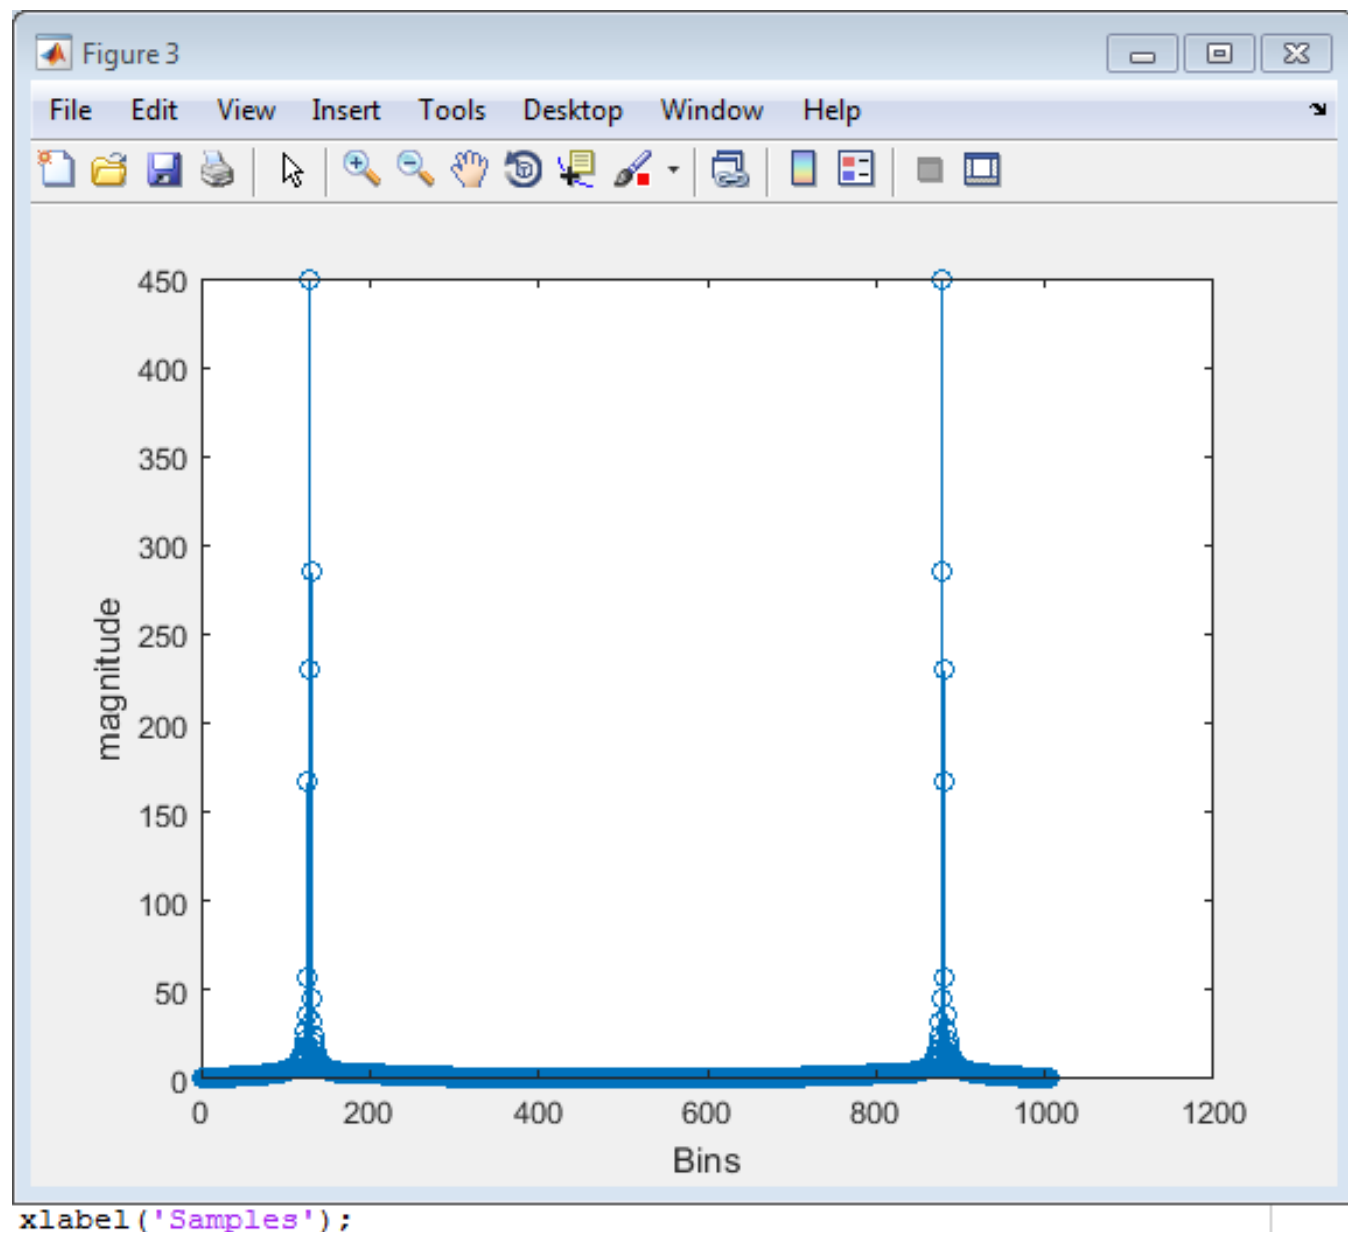 Figure 3
File Edit View Insert Tools Desktop Window Help
450
400
350
300
250
200
150
100
50
0
magnitude
0 200 400 600 800 1000 1200
Bins
xlabel('Samples');